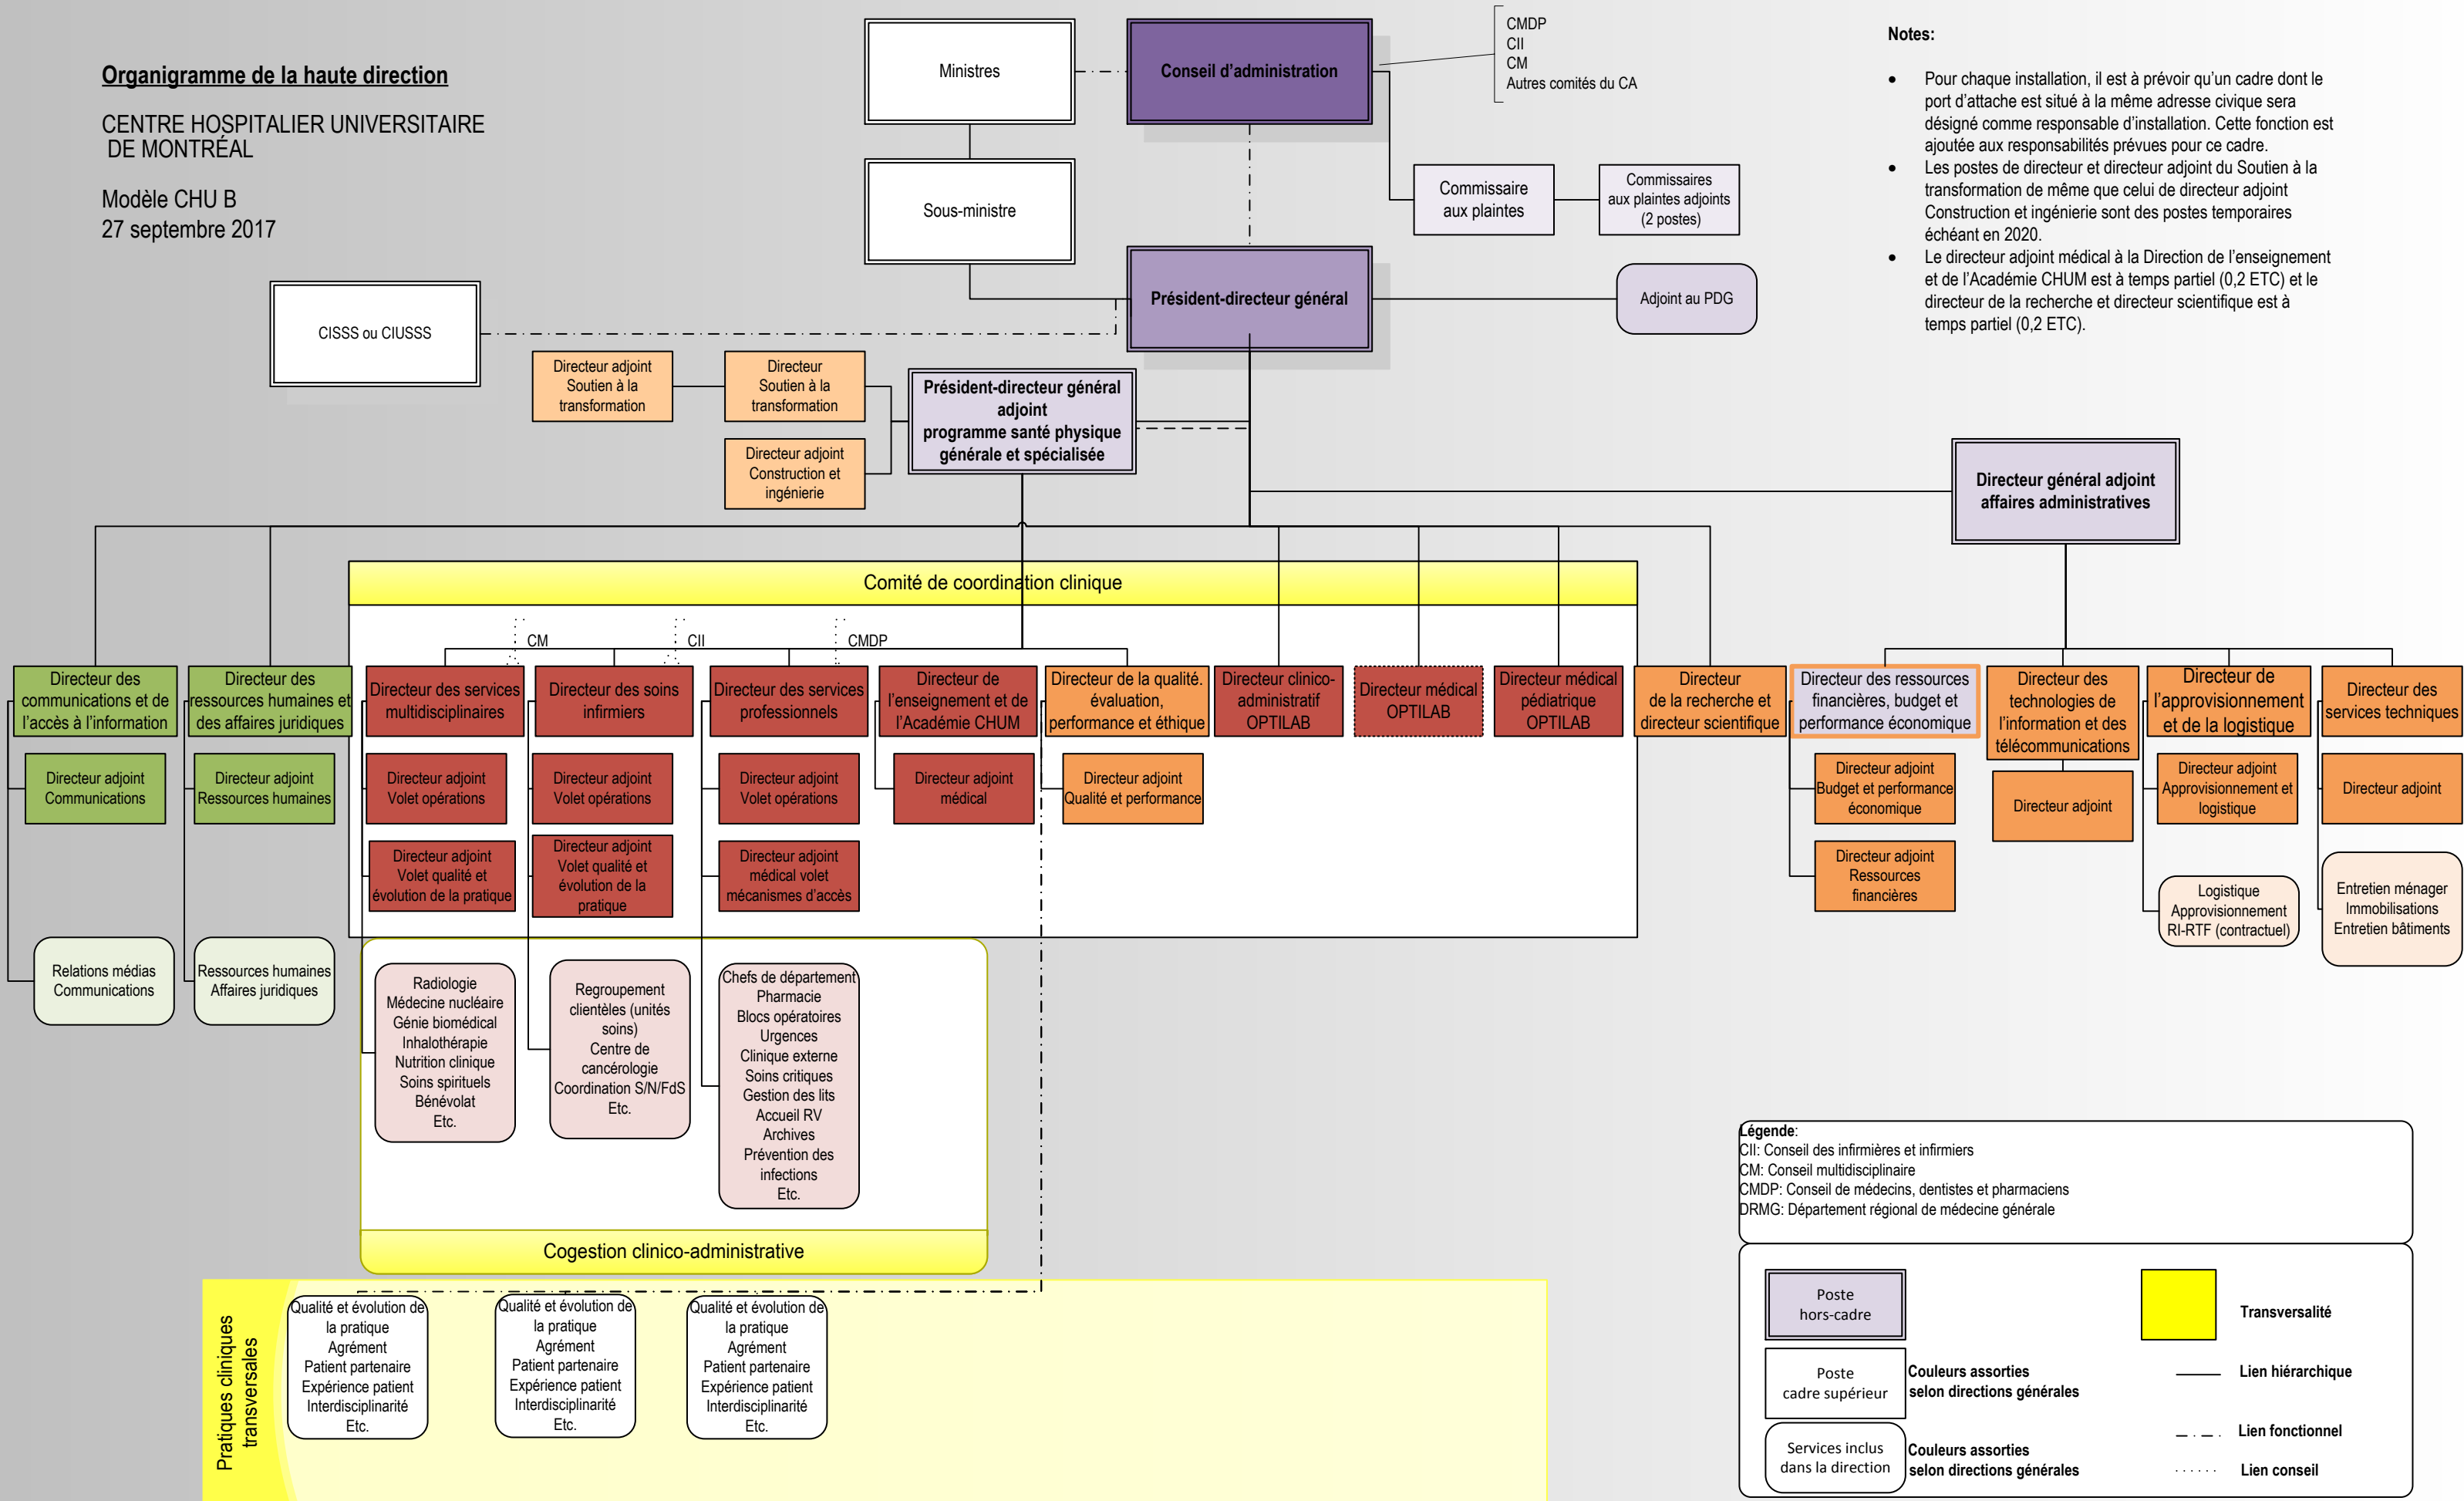 Organigramme de la haute direction
CENTRE HOSPITALIER UNIVERSITAIRE
DE MONTRÉAL
Modèle CHU B
27 septembre 2017
Ministres
Conseil d'administration
CMDP
CII
CM
Autres comités du CA
Notes:
• Pour chaque installation, il est à prévoir qu'un cadre dont le
port d'attache est situé à la même adresse civique sera
désigné comme responsable d'installation. Cette fonction est
ajoutée aux responsabilités prévues pour ce cadre.
• Les postes de directeur et directeur adjoint du Soutien à la
transformation de même que celui de directeur adjoint
Construction et ingénierie sont des postes temporaires
échéant en 2020.
• Le directeur adjoint médical à la Direction de l'enseignement
et de l'Académie CHUM est à temps partiel (0,2 ETC) et le
directeur de la recherche et directeur scientifique est à
temps partiel (0,2 ETC).
Sous-ministre
Commissaire
aux plaintes
Commissaires
aux plaintes adjoints
(2 postes)
CISSS ou CIUSSS
Président-directeur général
Adjoint au PDG
Directeur adjoint
Soutien à la
transformation
Directeur
Soutien à la
transformation
Directeur adjoint
Construction et
ingénierie
Président-directeur général
adjoint
programme santé physique
générale et spécialisée
Directeur général adjoint
affaires administratives
Comité de coordination clinique
CM
CII
CMDP
Directeur des
communications et de
l'accès à l'information
Directeur des
ressources humaines et
des affaires juridiques
Directeur des services
multidisciplinaires
Directeur des soins
infirmiers
Directeur des services
professionnels
Directeur de
l'enseignement et de
l'Académie CHUM
Directeur de la qualité.
évaluation,
performance et éthique
Directeur clinico-
administratif
OPTILAB
Directeur médical
OPTILAB
Directeur médical
pédiatrique
OPTILAB
Directeur
de la recherche et
directeur scientifique
Directeur des ressources
financières, budget et
performance économique
Directeur des
technologies de
l'information et des
télécommunications
Directeur de
l'approvisionnement
et de la logistique
Directeur des
services techniques
Directeur adjoint
Communications
Directeur adjoint
Ressources humaines
Directeur adjoint
Volet opérations
Directeur adjoint
Volet opérations
Directeur adjoint
Volet opérations
Directeur adjoint
médical
Directeur adjoint
Qualité et performance
Directeur adjoint
Budget et performance
économique
Directeur adjoint
Directeur adjoint
Approvisionnement et
logistique
Directeur adjoint
Directeur adjoint
Volet qualité et
évolution de la pratique
Directeur adjoint
Volet qualité et
évolution de la
pratique
Directeur adjoint
médical volet
mécanismes d'accès
Directeur adjoint
Ressources
financières
Logistique
Approvisionnement
RI-RTF (contractuel)
Entretien ménager
Immobilisations
Entretien bâtiments
Relations médias
Communications
Ressources humaines
Affaires juridiques
Radiologie
Médecine nucléaire
Génie biomédical
Inhalothérapie
Nutrition clinique
Soins spirituels
Bénévolat
Etc.
Regroupement
clientèles (unités
soins)
Centre de
cancérologie
Coordination S/N/FdS
Etc.
Chefs de département
Pharmacie
Blocs opératoires
Urgences
Clinique externe
Soins critiques
Gestion des lits
Accueil RV
Archives
Prévention des
infections
Etc.
Cogestion clinico-administrative
Pratiques cliniques
transversales
Qualité et évolution de
la pratique
Agrément
Patient partenaire
Expérience patient
Interdisciplinarité
Etc.
Qualité et évolution de
la pratique
Agrément
Patient partenaire
Expérience patient
Interdisciplinarité
Etc.
Qualité et évolution de
la pratique
Agrément
Patient partenaire
Expérience patient
Interdisciplinarité
Etc.
Légende:
CII: Conseil des infirmières et infirmiers
CM: Conseil multidisciplinaire
CMDP: Conseil de médecins, dentistes et pharmaciens
DRMG: Département régional de médecine générale
Poste
hors-cadre
Transversalité
Poste
cadre supérieur
Couleurs assorties
selon directions générales
Lien hiérarchique
Services inclus
dans la direction
Couleurs assorties
selon directions générales
Lien fonctionnel
Lien conseil